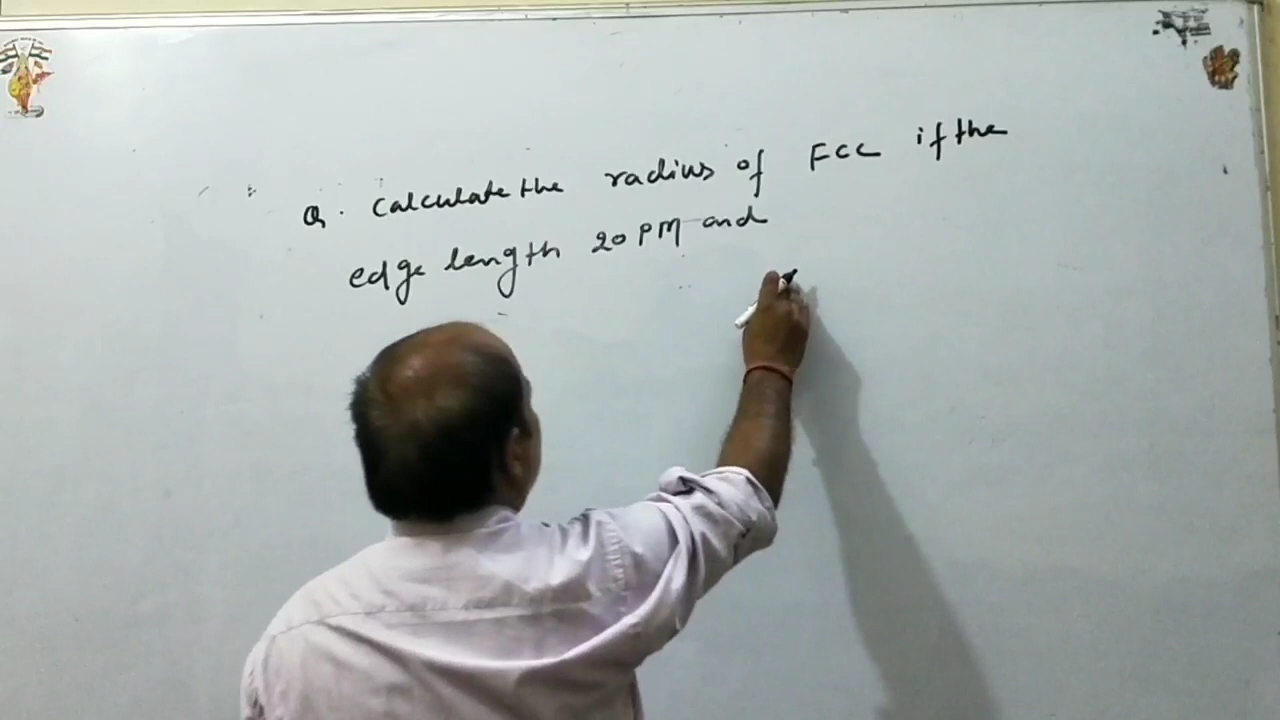 Q. Calculate the radius of FCC if the
edge length 20 PM and